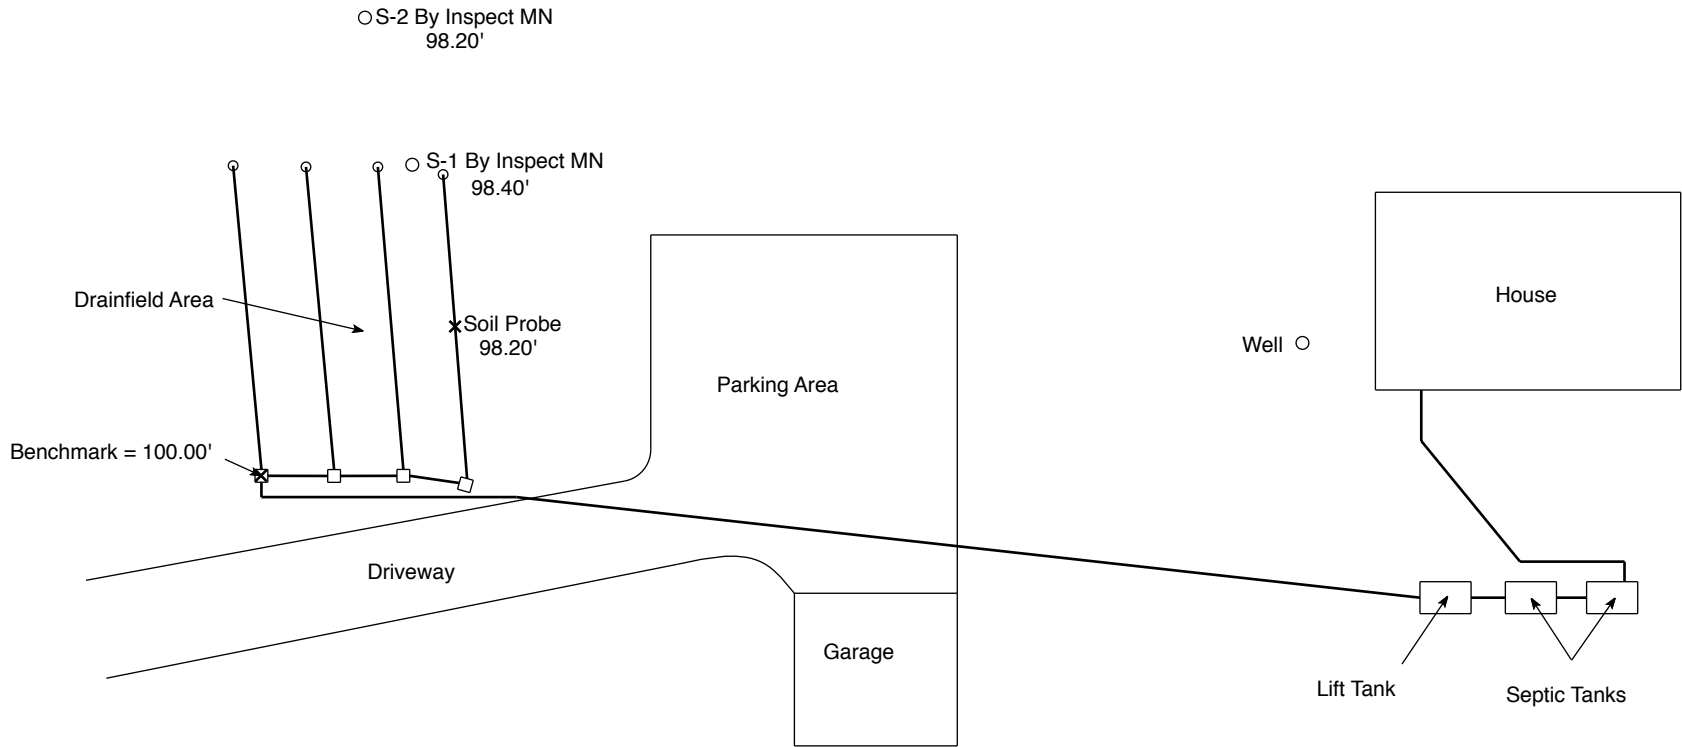 S-2 By Inspect MN
98.20'
S-1 By Inspect MN
98.40'
Drainfield Area
Soil Probe
98.20'
House
Well
Parking Area
Benchmark = 100.00'
Driveway
Garage
Lift Tank
Septic Tanks